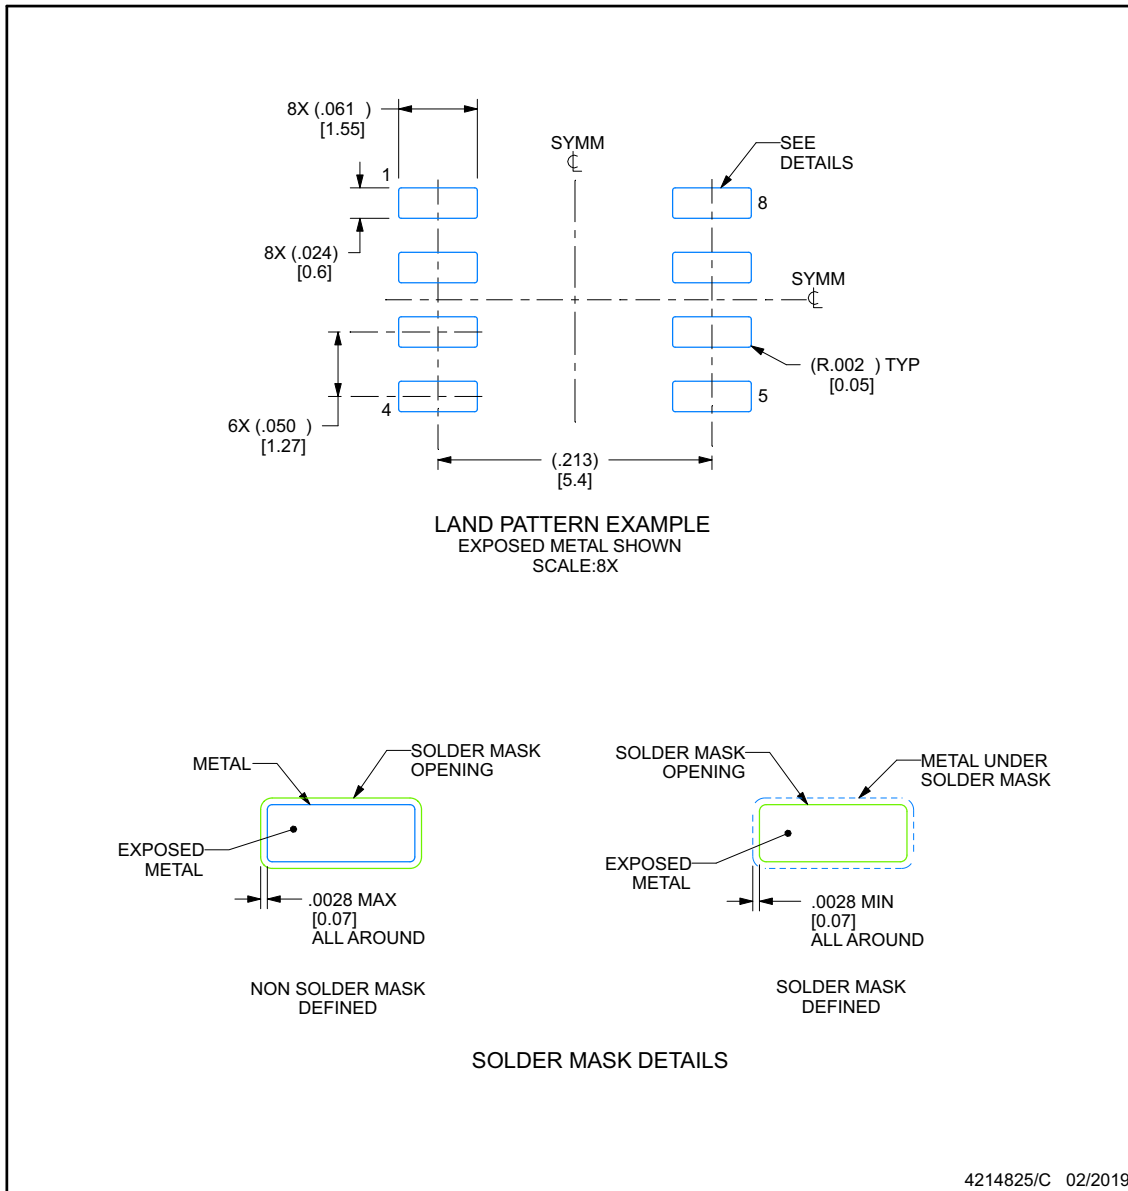 8X (.061 )
[1.55]
SYMM
℄
SEE
DETAILS
1
8
8X (.024)
[0.6]
SYMM
℄
(R.002 ) TYP
[0.05]
4
5
6X (.050 )
[1.27]
(.213)
[5.4]
LAND PATTERN EXAMPLE
EXPOSED METAL SHOWN
SCALE:8X
METAL
SOLDER MASK
OPENING
EXPOSED
METAL
.0028 MAX
[0.07]
ALL AROUND
NON SOLDER MASK
DEFINED
SOLDER MASK
OPENING
METAL UNDER
SOLDER MASK
EXPOSED
METAL
.0028 MIN
[0.07]
ALL AROUND
SOLDER MASK
DEFINED
SOLDER MASK DETAILS
4214825/C 02/2019